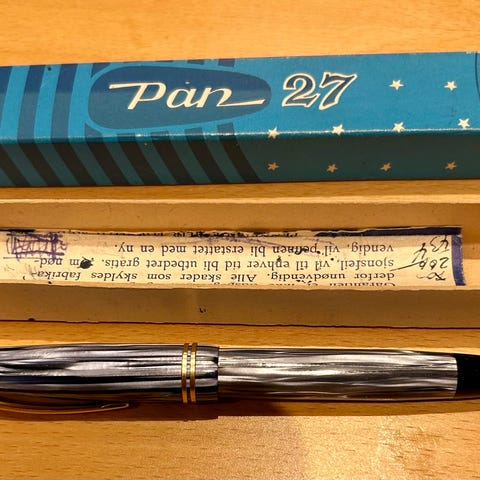 Pan 27
Garantien
derfor unødvendig. Alle skader som skyldes fabrika-
sjonsfeil, vil til enhver tid bli utbedret gratis, nød-
vendig, vil pennen bli erstattet med en ny.